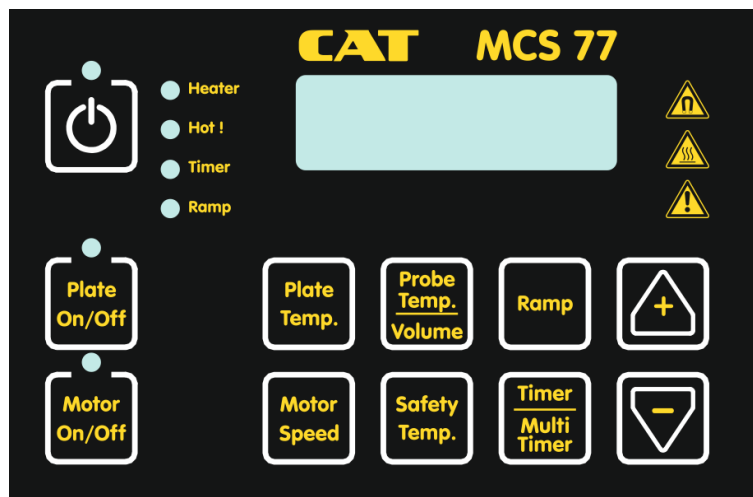 CAT MCS 77
Heater
Hot !
Timer
Ramp
Plate
On/Off
Plate
Temp.
Probe
Temp.
Volume
Ramp
+
Motor
On/Off
Motor
Speed
Safety
Temp.
Timer
Multi
Timer
-